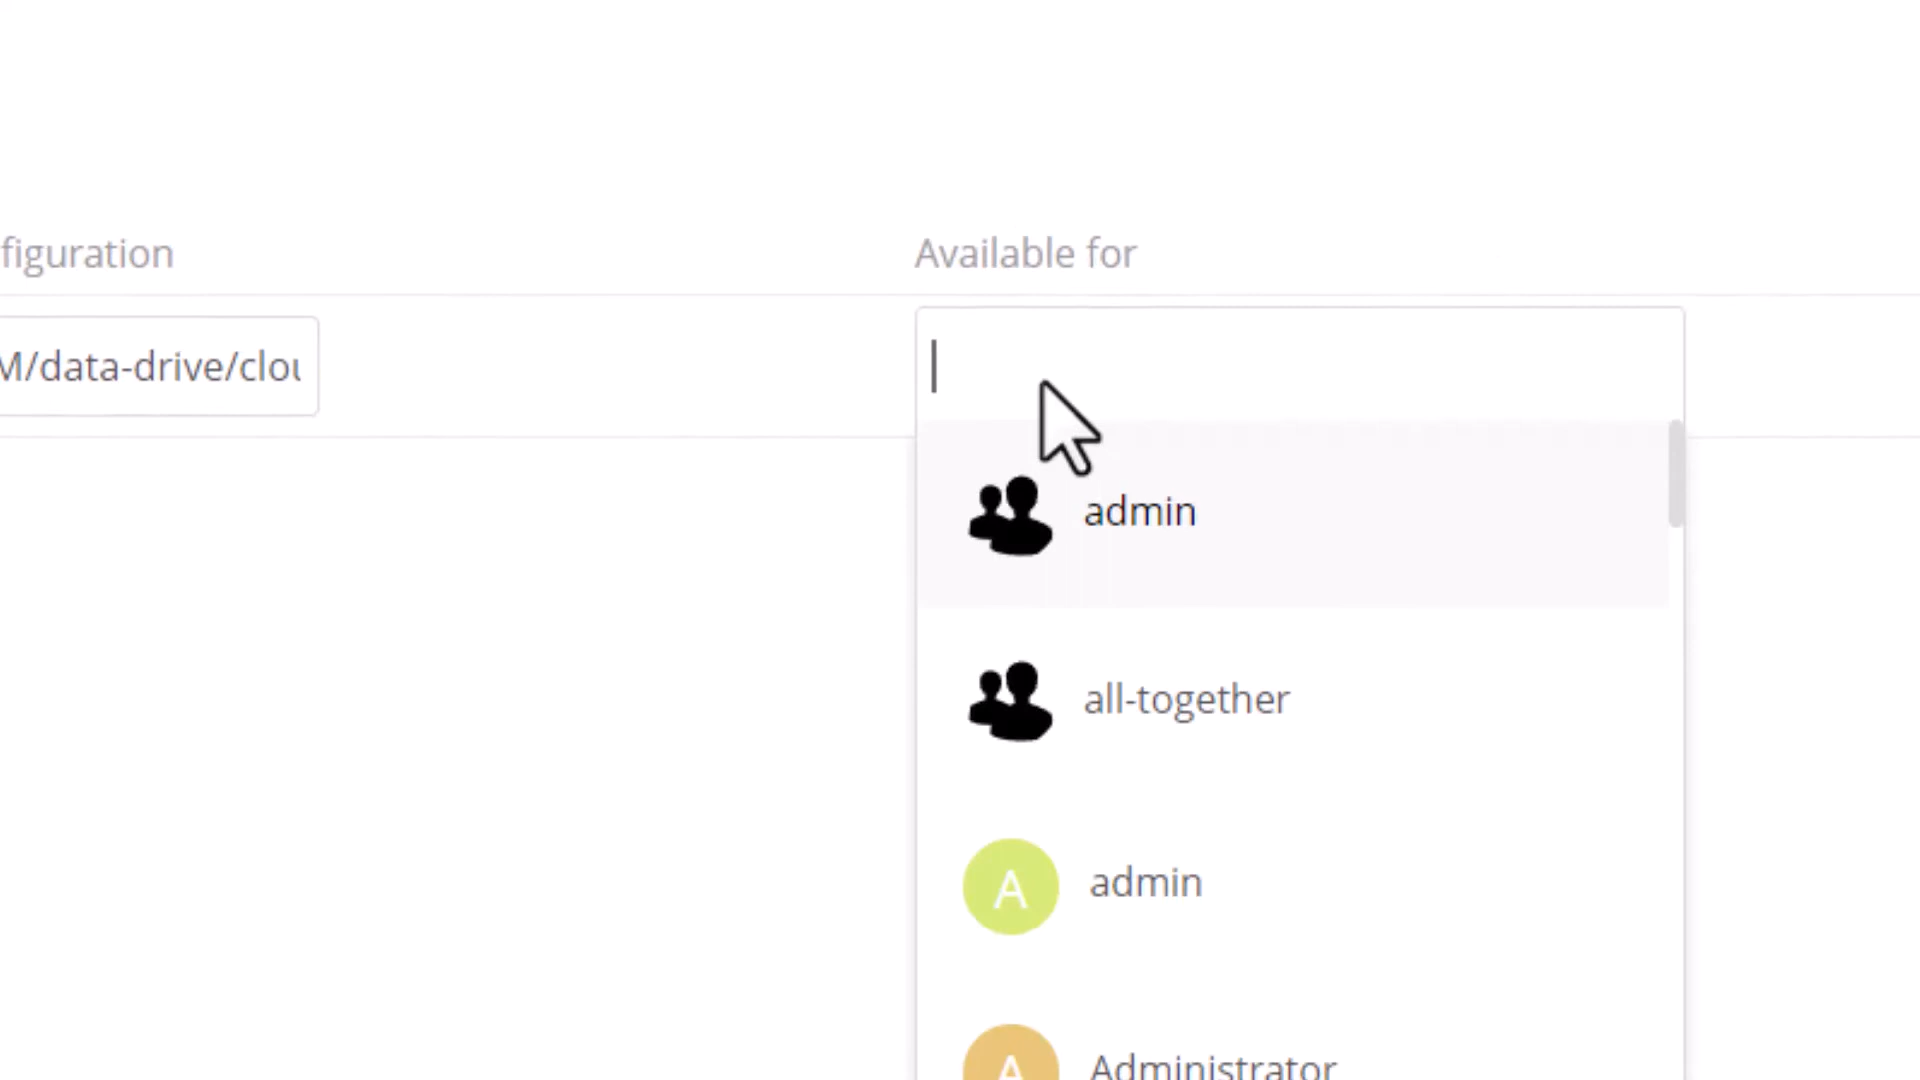 figuration
Available for
M/data-drive/clou
admin
all-together
A
admin
A
Administrator